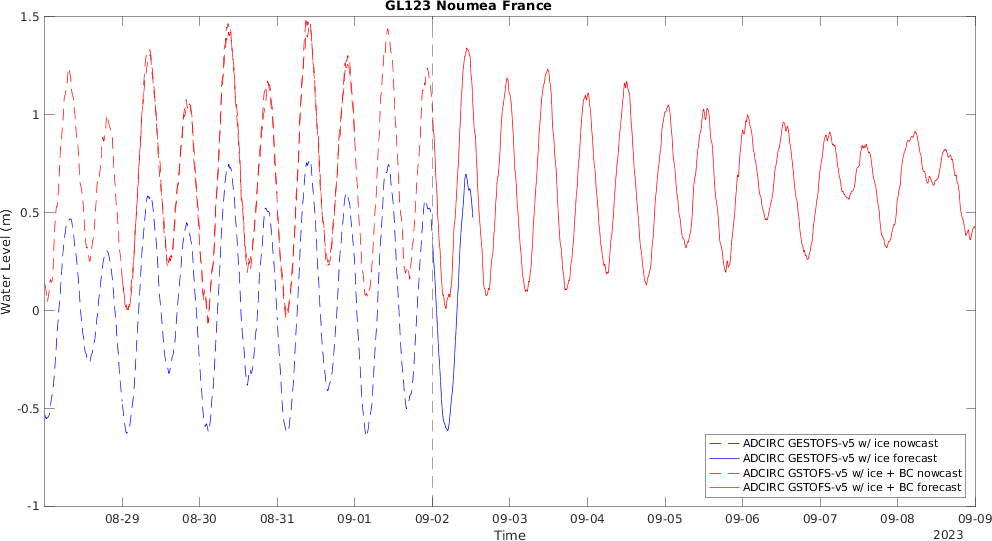 GL123 Noumea France
1.5
1
0.5
0
-0.5
-1
Water Level (m)
08-29 08-30 08-31 09-01 09-02 09-03 09-04 09-05 09-06 09-07 09-08 09-09
Time
2023
ADCIRC GESTOFS-v5 w/ ice nowcast
ADCIRC GESTOFS-v5 w/ ice forecast
ADCIRC GSTOFS-v5 w/ ice + BC nowcast
ADCIRC GSTOFS-v5 w/ ice + BC forecast